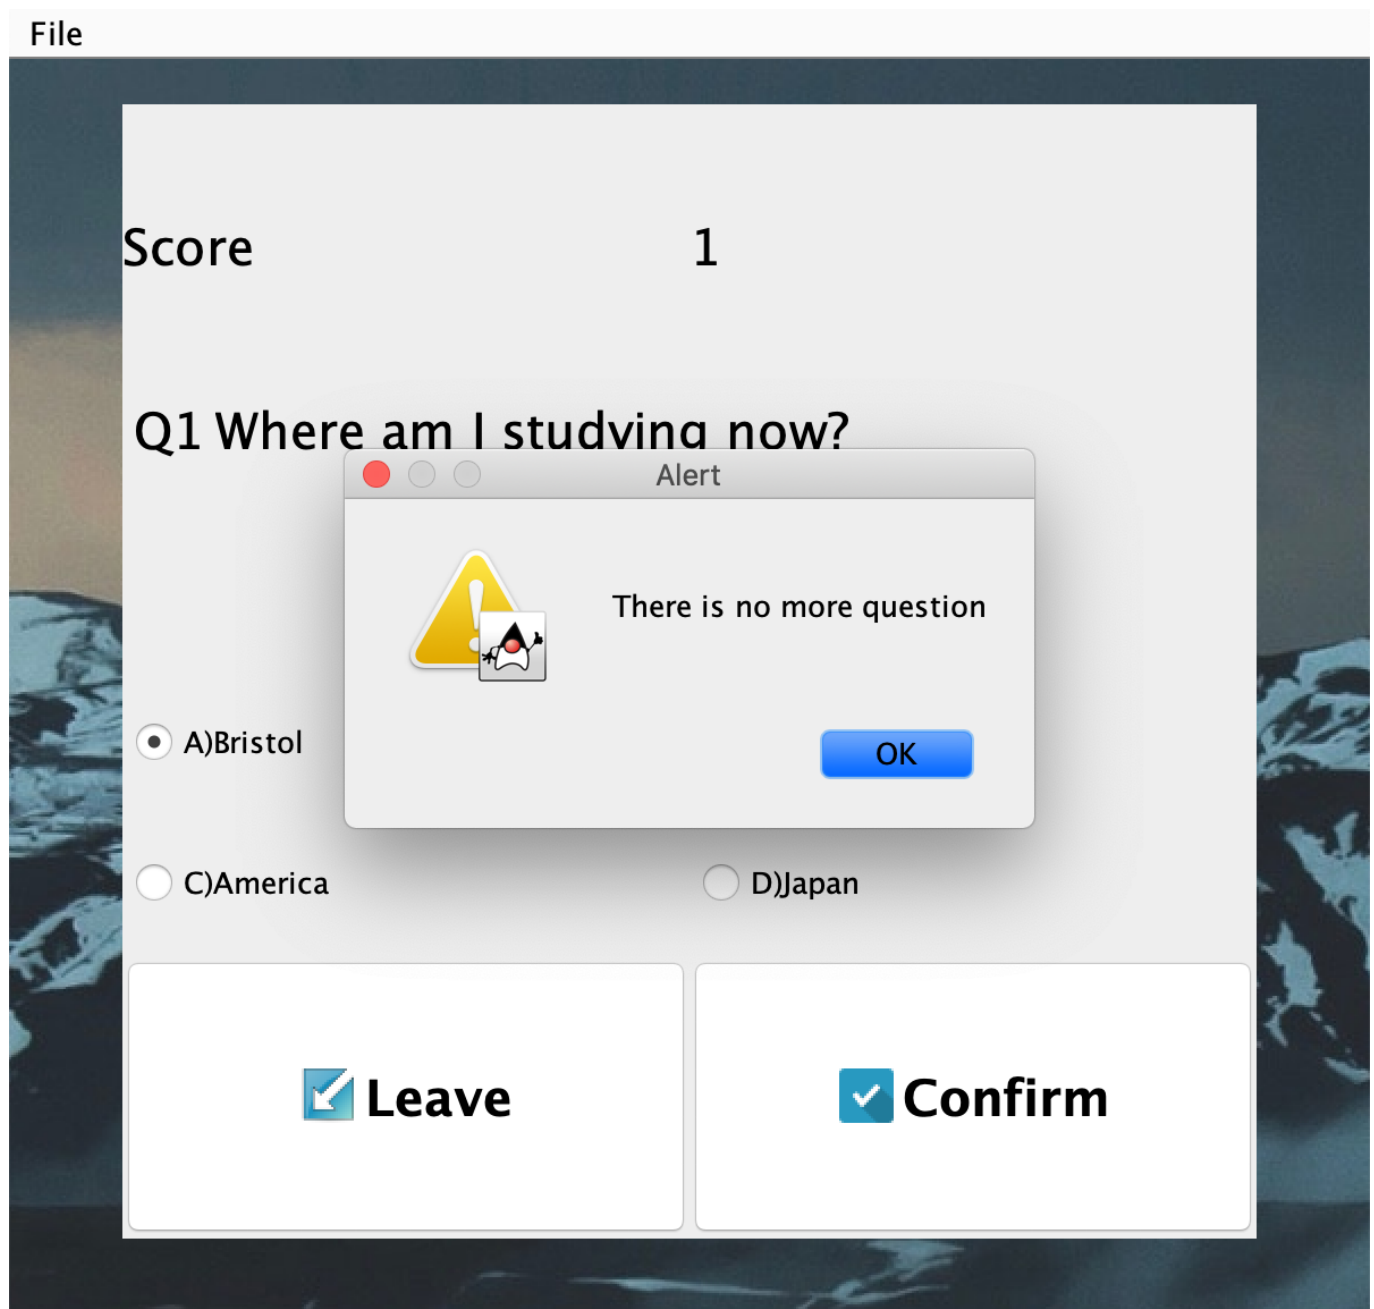 File
Score 1
Q1 Where am I studying now?
Alert
There is no more question
OK
A)Bristol
C)America D)Japan
Leave Confirm